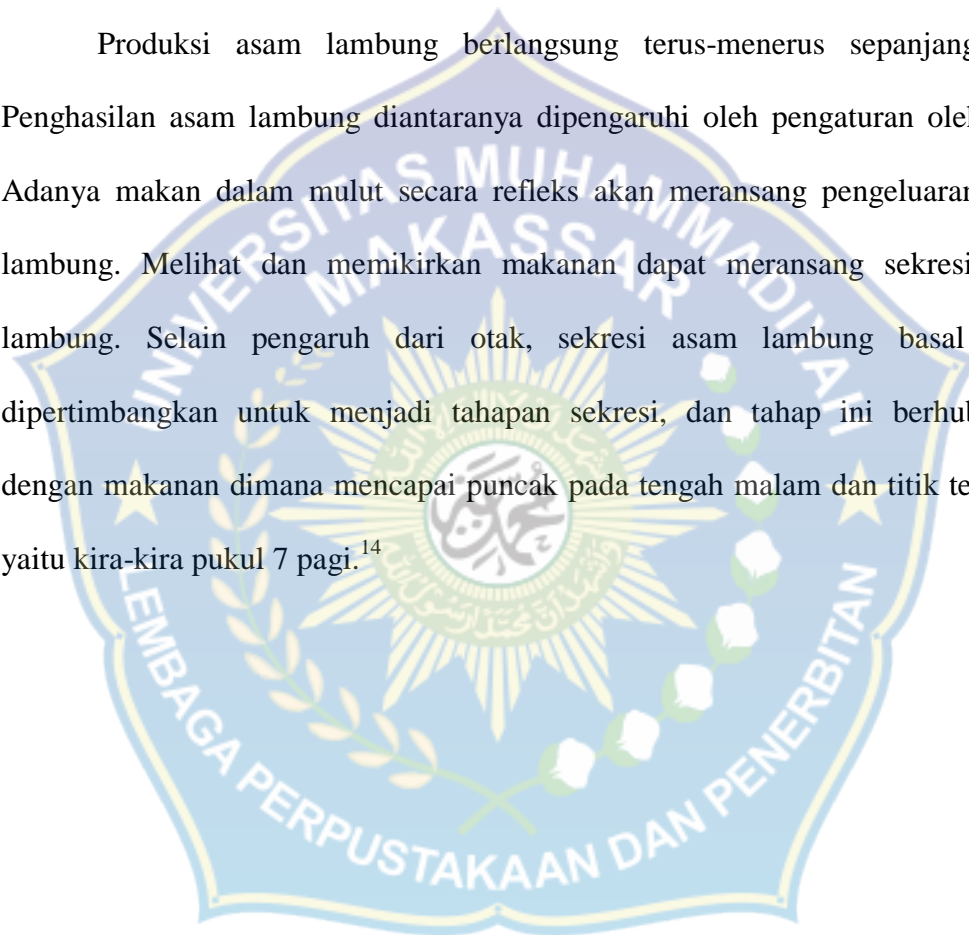 Produksi asam lambung berlangsung terus-menerus sepanjang
Penghasilan asam lambung diantaranya dipengaruhi oleh pengaturan oleh
Adanya makan dalam mulut secara refleks akan meransang pengeluaran
lambung. Melihat dan memikirkan makanan dapat meransang sekresi
lambung. Selain pengaruh dari otak, sekresi asam lambung basal
dipertimbangkan untuk menjadi tahapan sekresi, dan tahap ini berhub
dengan makanan dimana mencapai puncak pada tengah malam dan titik te
yaitu kira-kira pukul 7 pagi.14
UNIVERSITAS MUHAMMADIYAH
MAKASSAR
LEMBAGA PERPUSTAKAAN DAN PENERBITAN